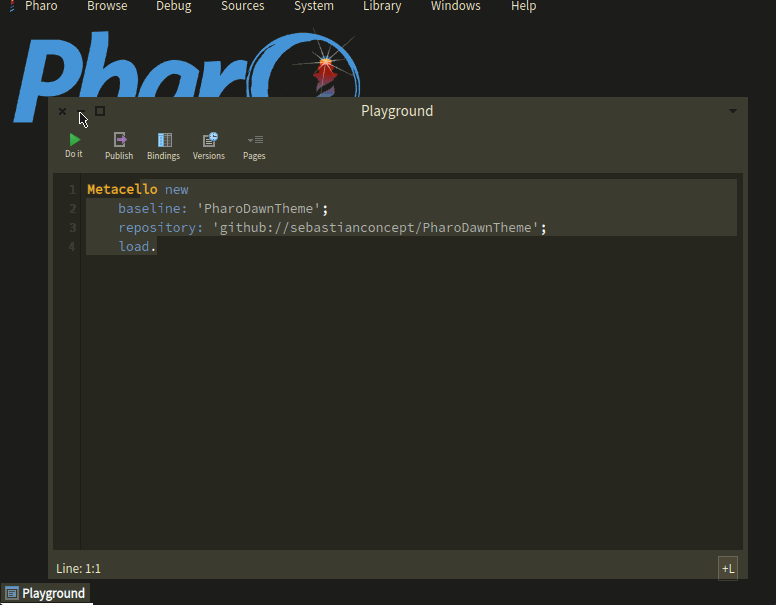 Pharo Browse Debug Sources System Library Windows Help
Pharo
Playground
Do it Publish Bindings Versions Pages
1 Metacello new
2 baseline: 'PharoDawnTheme';
3 repository: 'github://sebastianconcept/PharoDawnTheme';
4 load.
Line: 1:1 +L
Playground